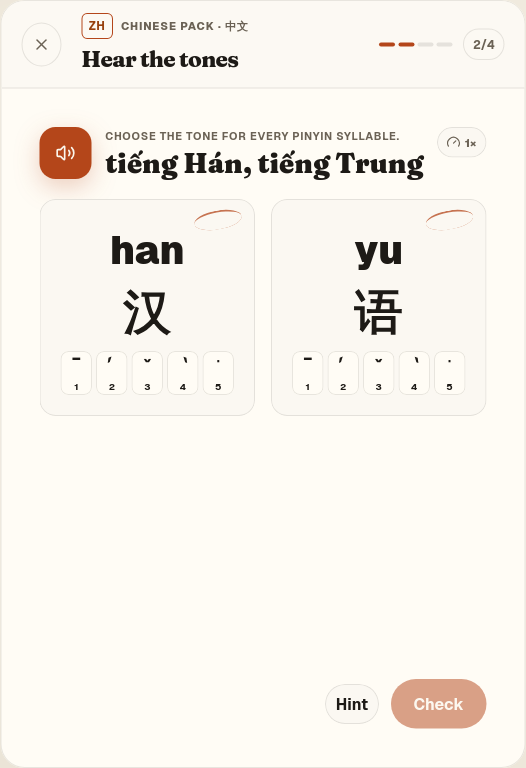 ZH CHINESE PACK · 中文
Hear the tones
2/4
CHOOSE THE TONE FOR EVERY PINYIN SYLLABLE.
tiếng Hán, tiếng Trung
1×
han
汉
ˉ ˊ ˇ ˋ ·
1 2 3 4 5
yu
语
ˉ ˊ ˇ ˋ ·
1 2 3 4 5
Hint
Check